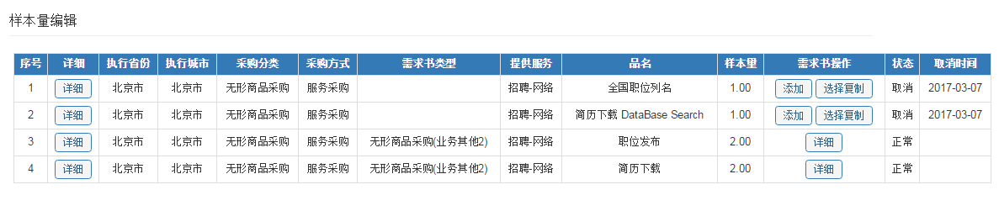 样本量编辑
序号 详细 执行省份 执行城市 采购分类 采购方式 需求书类型 提供服务 品名 样本量 需求书操作 状态 取消时间
1 详细 北京市 北京市 无形商品采购 服务采购 招聘-网络 全国职位列名 1.00 添加 选择复制 取消 2017-03-07
2 详细 北京市 北京市 无形商品采购 服务采购 招聘-网络 简历下载 DataBase Search 1.00 添加 选择复制 取消 2017-03-07
3 详细 北京市 北京市 无形商品采购 服务采购 无形商品采购(业务其他2) 招聘-网络 职位发布 2.00 详细 正常
4 详细 北京市 北京市 无形商品采购 服务采购 无形商品采购(业务其他2) 招聘-网络 简历下载 2.00 详细 正常